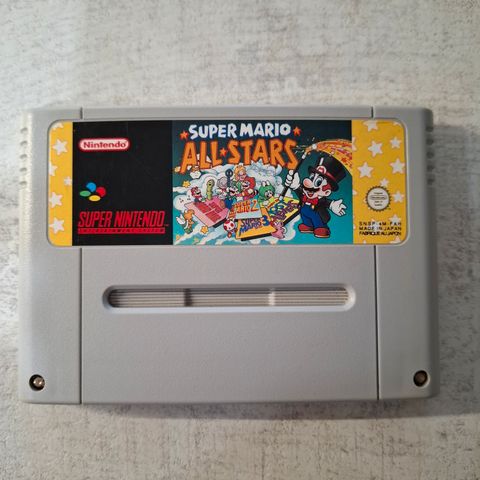 Nintendo
SUPER NINTENDO
SUPER MARIO
ALL★STARS
SNSP-4M-FAH
MADE IN JAPAN
FABRIQUÉ AU JAPON